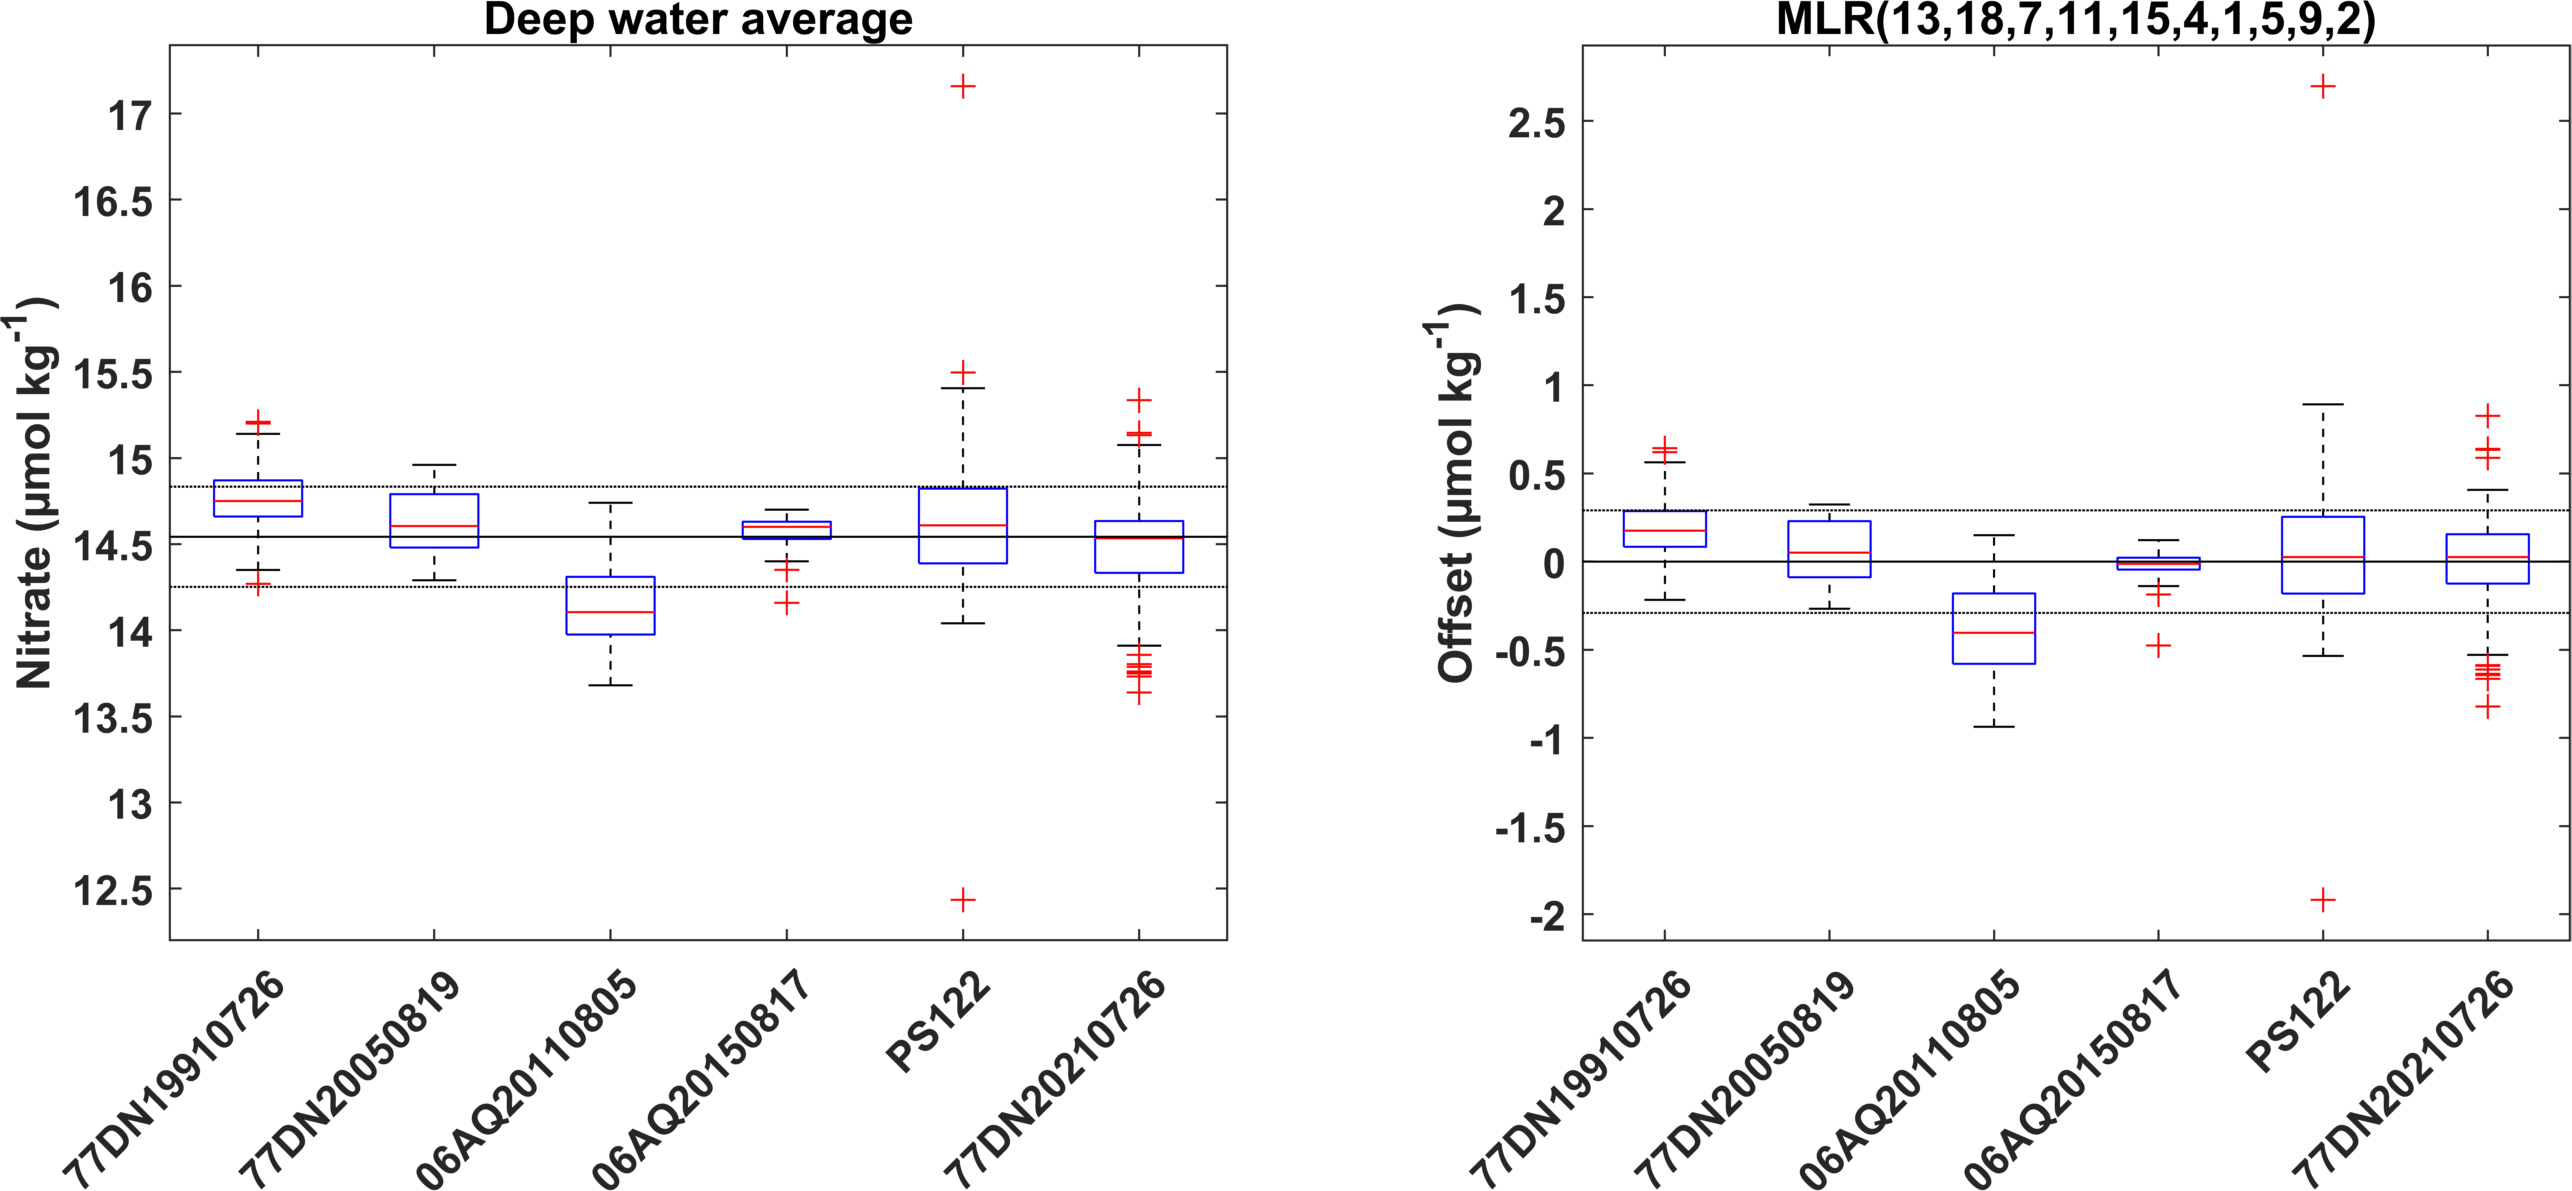 Deep water average
Nitrate (µmol kg-1)
17
16.5
16
15.5
15
14.5
14
13.5
13
12.5
77DN19910726
77DN20050819
06AQ20110805
06AQ20150817
PS122
77DN20210726
MLR(13,18,7,11,15,4,1,5,9,2)
Offset (µmol kg-1)
2.5
2
1.5
1
0.5
0
-0.5
-1
-1.5
-2
77DN19910726
77DN20050819
06AQ20110805
06AQ20150817
PS122
77DN20210726